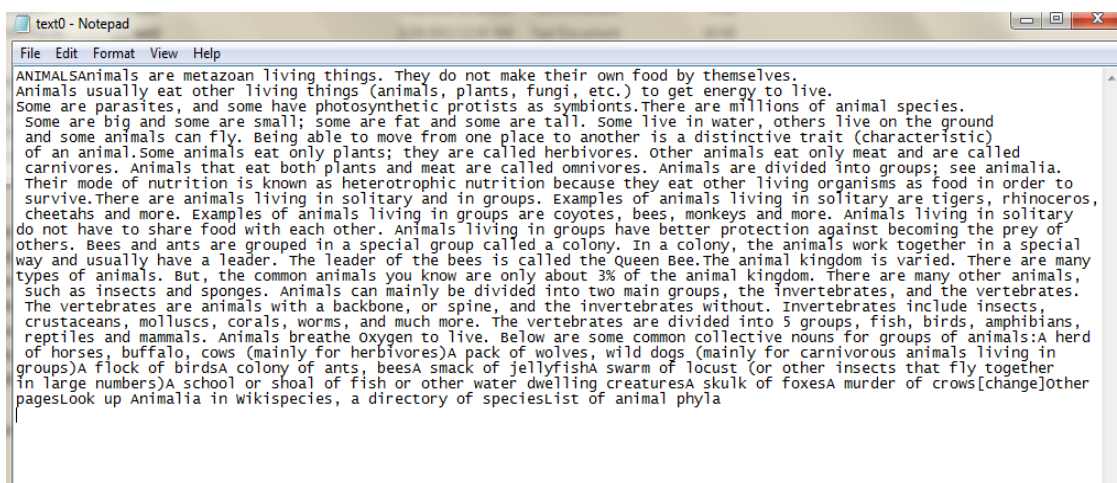 text0 - Notepad
File Edit Format View Help
ANIMALSAnimals are metazoan living things. They do not make their own food by themselves.
Animals usually eat other living things (animals, plants, fungi, etc.) to get energy to live.
Some are parasites, and some have photosynthetic protists as symbionts.There are millions of animal species.
Some are big and some are small; some are fat and some are tall. Some live in water, others live on the ground
and some animals can fly. Being able to move from one place to another is a distinctive trait (characteristic)
of an animal.Some animals eat only plants; they are called herbivores. Other animals eat only meat and are called
carnivores. Animals that eat both plants and meat are called omnivores. Animals are divided into groups; see animalia.
Their mode of nutrition is known as heterotrophic nutrition because they eat other living organisms as food in order to
survive.There are animals living in solitary and in groups. Examples of animals living in solitary are tigers, rhinoceros,
cheetahs and more. Examples of animals living in groups are coyotes, bees, monkeys and more. Animals living in solitary
do not have to share food with each other. Animals living in groups have better protection against becoming the prey of
others. Bees and ants are grouped in a special group called a colony. In a colony, the animals work together in a special
way and usually have a leader. The leader of the bees is called the Queen Bee.The animal kingdom is varied. There are many
types of animals. But, the common animals you know are only about 3% of the animal kingdom. There are many other animals,
such as insects and sponges. Animals can mainly be divided into two main groups, the invertebrates, and the vertebrates.
The vertebrates are animals with a backbone, or spine, and the invertebrates without. Invertebrates include insects,
crustaceans, molluscs, corals, worms, and much more. The vertebrates are divided into 5 groups, fish, birds, amphibians,
reptiles and mammals. Animals breathe Oxygen to live. Below are some common collective nouns for groups of animals:A herd
of horses, buffalo, cows (mainly for herbivores)A pack of wolves, wild dogs (mainly for carnivorous animals living in
groups)A flock of birdsA colony of ants, beesA smack of jellyfishA swarm of locust (or other insects that fly together
in large numbers)A school or shoal of fish or other water dwelling creaturesA skulk of foxesA murder of crows[change]Other
pagesLook up Animalia in Wikispecies, a directory of speciesList of animal phyla